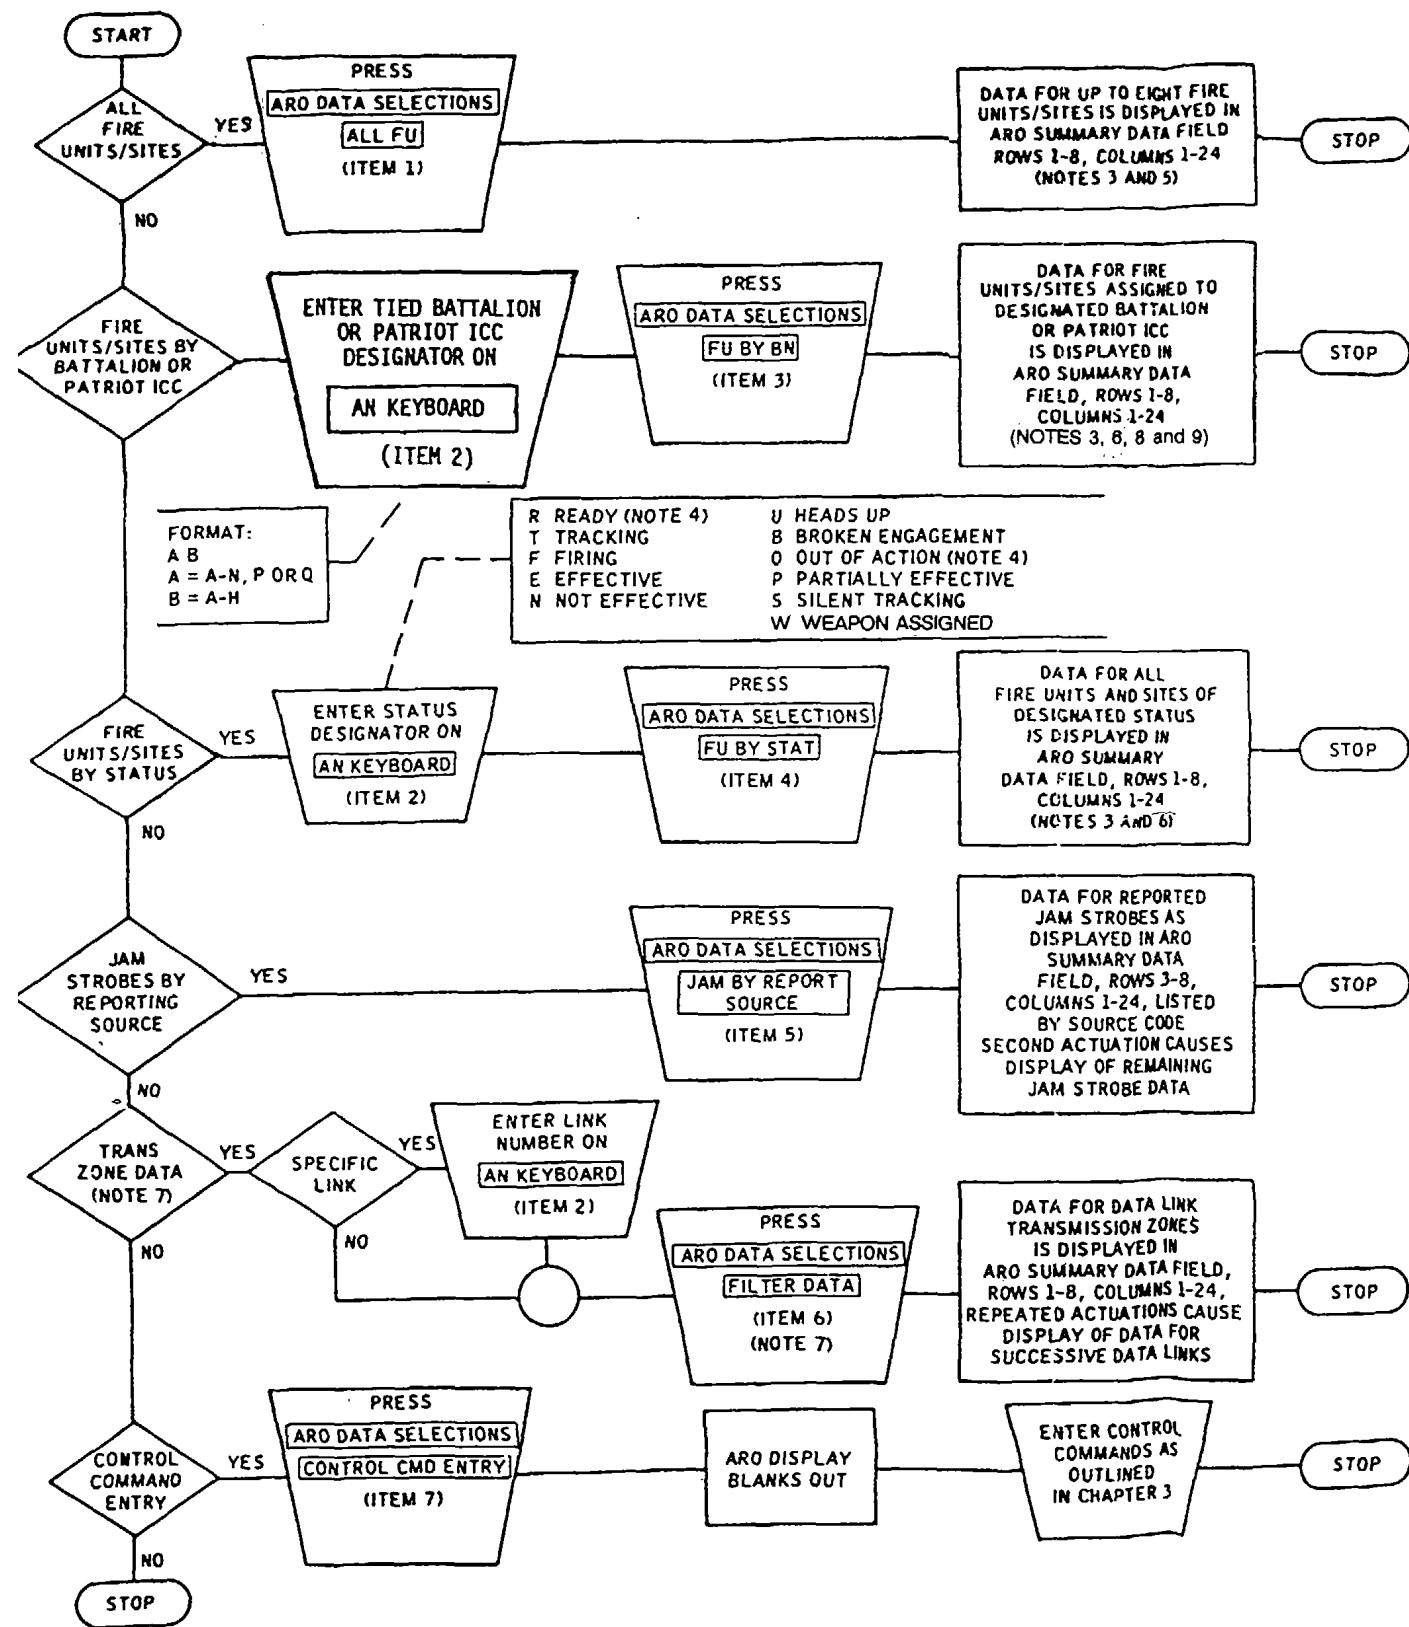 START
ALL
FIRE
UNITS/SITES
YES
NO
PRESS
ARO DATA SELECTIONS
ALL FU
(ITEM 1)
DATA FOR UP TO EIGHT FIRE
UNITS/SITES IS DISPLAYED IN
ARO SUMMARY DATA FIELD
ROWS 1-8, COLUMNS 1-24
(NOTES 3 AND 5)
STOP
FIRE
UNITS/SITES BY
BATTALION OR
PATRIOT ICC
ENTER TIED BATTALION
OR PATRIOT ICC
DESIGNATOR ON
AN KEYBOARD
(ITEM 2)
PRESS
ARO DATA SELECTIONS
FU BY BN
(ITEM 3)
DATA FOR FIRE
UNITS/SITES ASSIGNED TO
DESIGNATED BATTALION
OR PATRIOT ICC
IS DISPLAYED IN
ARO SUMMARY DATA
FIELD, ROWS 1-8,
COLUMNS 1-24
(NOTES 3, 6, 8 and 9)
STOP
FORMAT:
A B
A = A-N, P OR Q
B = A-H
R READY (NOTE 4)
T TRACKING
F FIRING
E EFFECTIVE
N NOT EFFECTIVE
U HEADS UP
B BROKEN ENGAGEMENT
O OUT OF ACTION (NOTE 4)
P PARTIALLY EFFECTIVE
S SILENT TRACKING
W WEAPON ASSIGNED
FIRE
UNITS/SITES
BY STATUS
YES
NO
ENTER STATUS
DESIGNATOR ON
AN KEYBOARD
(ITEM 2)
PRESS
ARO DATA SELECTIONS
FU BY STAT
(ITEM 4)
DATA FOR ALL
FIRE UNITS AND SITES OF
DESIGNATED STATUS
IS DISPLAYED IN
ARO SUMMARY
DATA FIELD, ROWS 1-8,
COLUMNS 1-24
(NOTES 3 AND 6)
STOP
JAM
STROBES BY
REPORTING
SOURCE
YES
NO
PRESS
ARO DATA SELECTIONS
JAM BY REPORT
SOURCE
(ITEM 5)
DATA FOR REPORTED
JAM STROBES AS
DISPLAYED IN ARO
SUMMARY DATA
FIELD, ROWS 3-8,
COLUMNS 1-24, LISTED
BY SOURCE CODE
SECOND ACTUATION CAUSES
DISPLAY OF REMAINING
JAM STROBE DATA
STOP
TRANS
ZONE DATA
(NOTE 7)
YES
NO
SPECIFIC
LINK
YES
NO
ENTER LINK
NUMBER ON
AN KEYBOARD
(ITEM 2)
PRESS
ARO DATA SELECTIONS
FILTER DATA
(ITEM 6)
(NOTE 7)
DATA FOR DATA LINK
TRANSMISSION ZONES
IS DISPLAYED IN
ARO SUMMARY DATA FIELD,
ROWS 1-8, COLUMNS 1-24,
REPEATED ACTUATIONS CAUSE
DISPLAY OF DATA FOR
SUCCESSIVE DATA LINKS
STOP
CONTROL
COMMAND
ENTRY
YES
NO
PRESS
ARO DATA SELECTIONS
CONTROL CMD ENTRY
(ITEM 7)
ARO DISPLAY
BLANKS OUT
ENTER CONTROL
COMMANDS AS
OUTLINED
IN CHAPTER 3
STOP
STOP